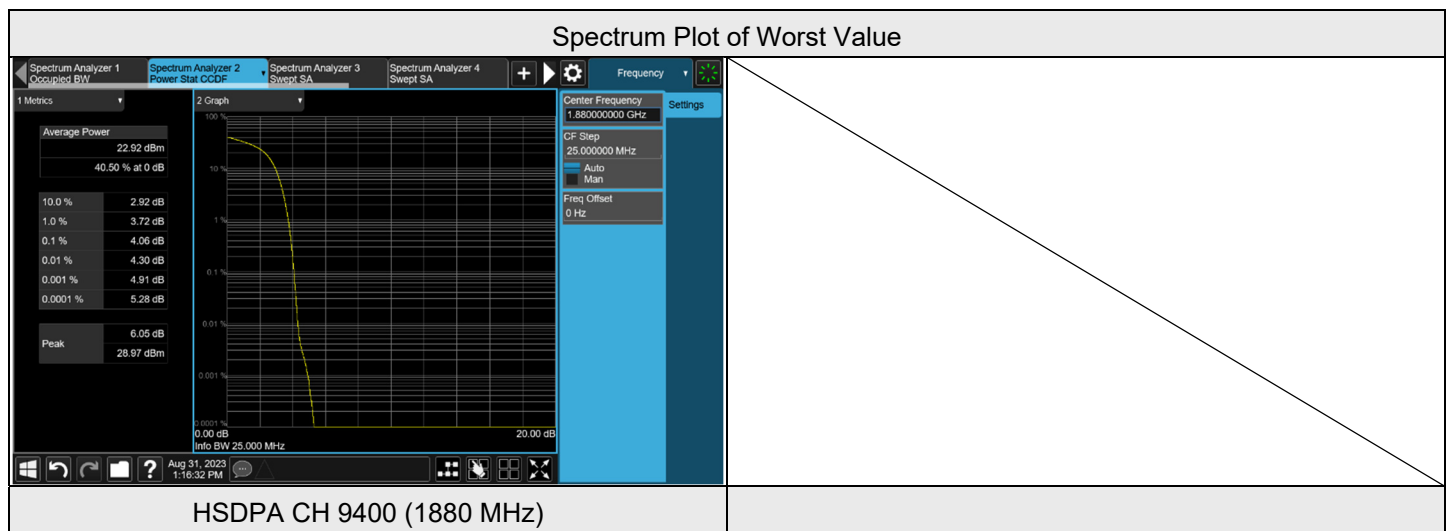 Spectrum Plot of Worst Value
Spectrum Analyzer 1
Occupied BW
Spectrum Analyzer 2
Power Stat CCDF
Spectrum Analyzer 3
Swept SA
Spectrum Analyzer 4
Swept SA
+
Frequency
1 Metrics
2 Graph
Average Power
22.92 dBm
40.50 % at 0 dB
10.0 % 2.92 dB
1.0 % 3.72 dB
0.1 % 4.06 dB
0.01 % 4.30 dB
0.001 % 4.91 dB
0.0001 % 5.28 dB
Peak 6.05 dB
28.97 dBm
100 %
10 %
1 %
0.1 %
0.01 %
0.001 %
0.0001 %
0.00 dB 20.00 dB
Info BW 25.000 MHz
Center Frequency
1.880000000 GHz
Settings
CF Step
25.000000 MHz
Auto
Man
Freq Offset
0 Hz
?
Aug 31, 2023
1:16:32 PM
HSDPA CH 9400 (1880 MHz)